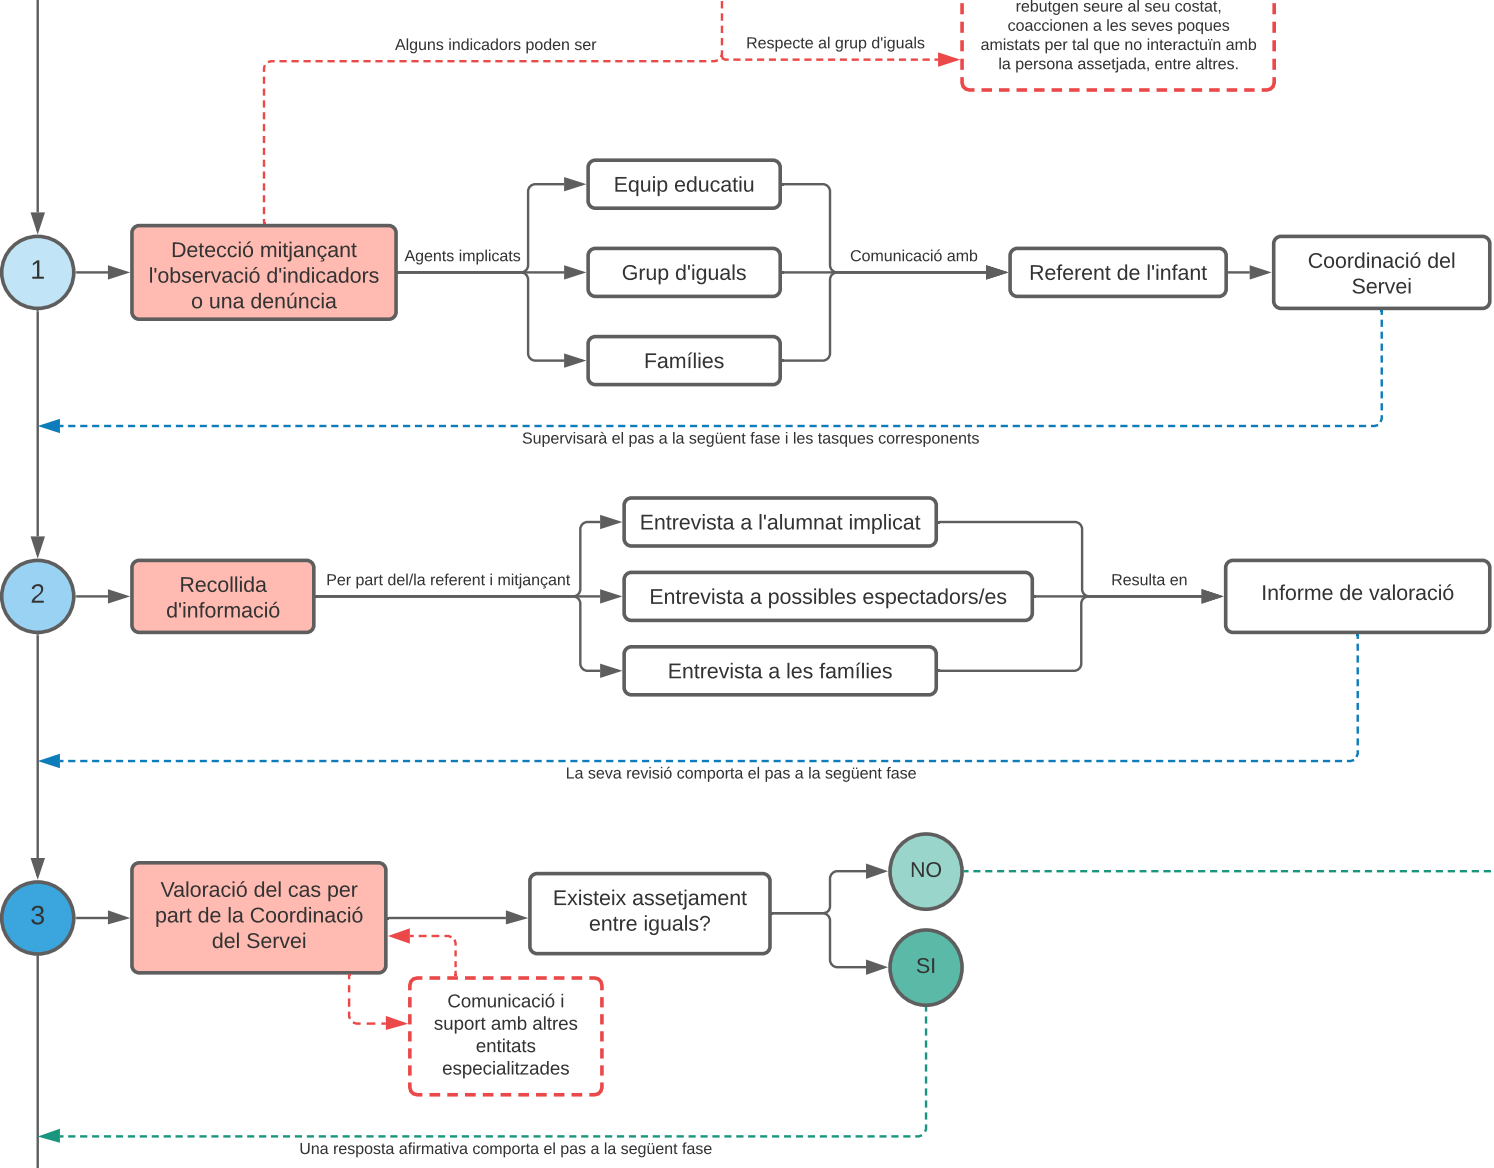 rebutgen seure al seu costat,
coaccionen a les seves poques
amistats per tal que no interactuïn amb
la persona assetjada, entre altres.
Alguns indicadors poden ser
Respecte al grup d'iguals
1
Detecció mitjançant
l'observació d'indicadors
o una denúncia
Agents implicats
Equip educatiu
Grup d'iguals
Famílies
Comunicació amb
Referent de l'infant
Coordinació del
Servei
Supervisarà el pas a la següent fase i les tasques corresponents
2
Recollida
d'informació
Per part del/la referent i mitjançant
Entrevista a l'alumnat implicat
Entrevista a possibles espectadors/es
Entrevista a les famílies
Resulta en
Informe de valoració
La seva revisió comporta el pas a la següent fase
3
Valoració del cas per
part de la Coordinació
del Servei
Existeix assetjament
entre iguals?
NO
SI
Comunicació i
suport amb altres
entitats
especialitzades
Una resposta afirmativa comporta el pas a la següent fase